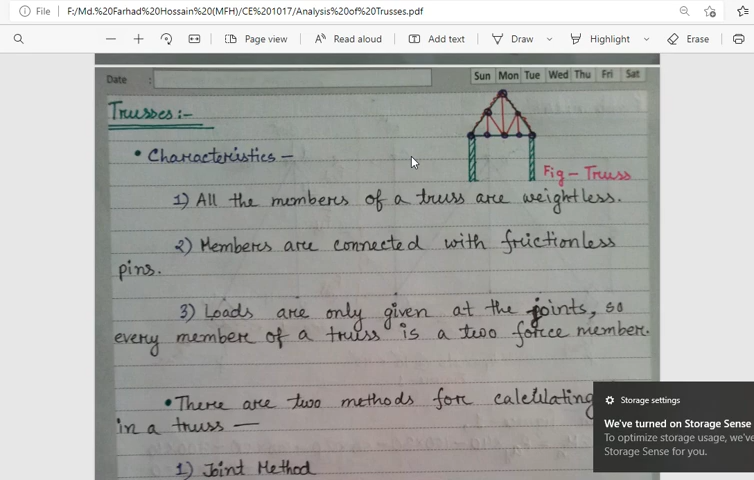 File | F:/Md.%20Farhad%20Hossain%20(MFH)/CE%201017/Analysis%20of%20Trusses.pdf
Page view | Read aloud | Add text | Draw | Highlight | Erase
Date : Sun Mon Tue Wed Thu Fri Sat
Trusses:-
• Characteristics -
Fig - Truss
1) All the members of a truss are weightless.
2) Members are connected with frictionless
pins.
3) Loads are only given at the joints, so
every member of a truss is a two force member.
• There are two methods for calculating
in a truss —
1) Joint Method
Storage settings
We've turned on Storage Sense
To optimize storage usage, we've
Storage Sense for you.